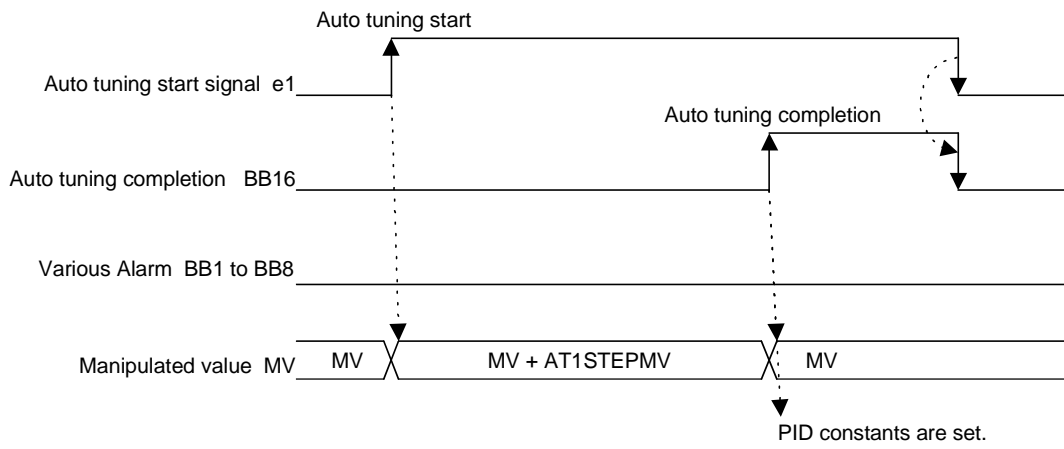 Auto tuning start
Auto tuning start signal e1
Auto tuning completion
Auto tuning completion BB16
Various Alarm BB1 to BB8
Manipulated value MV MV MV + AT1STEPMV MV
PID constants are set.